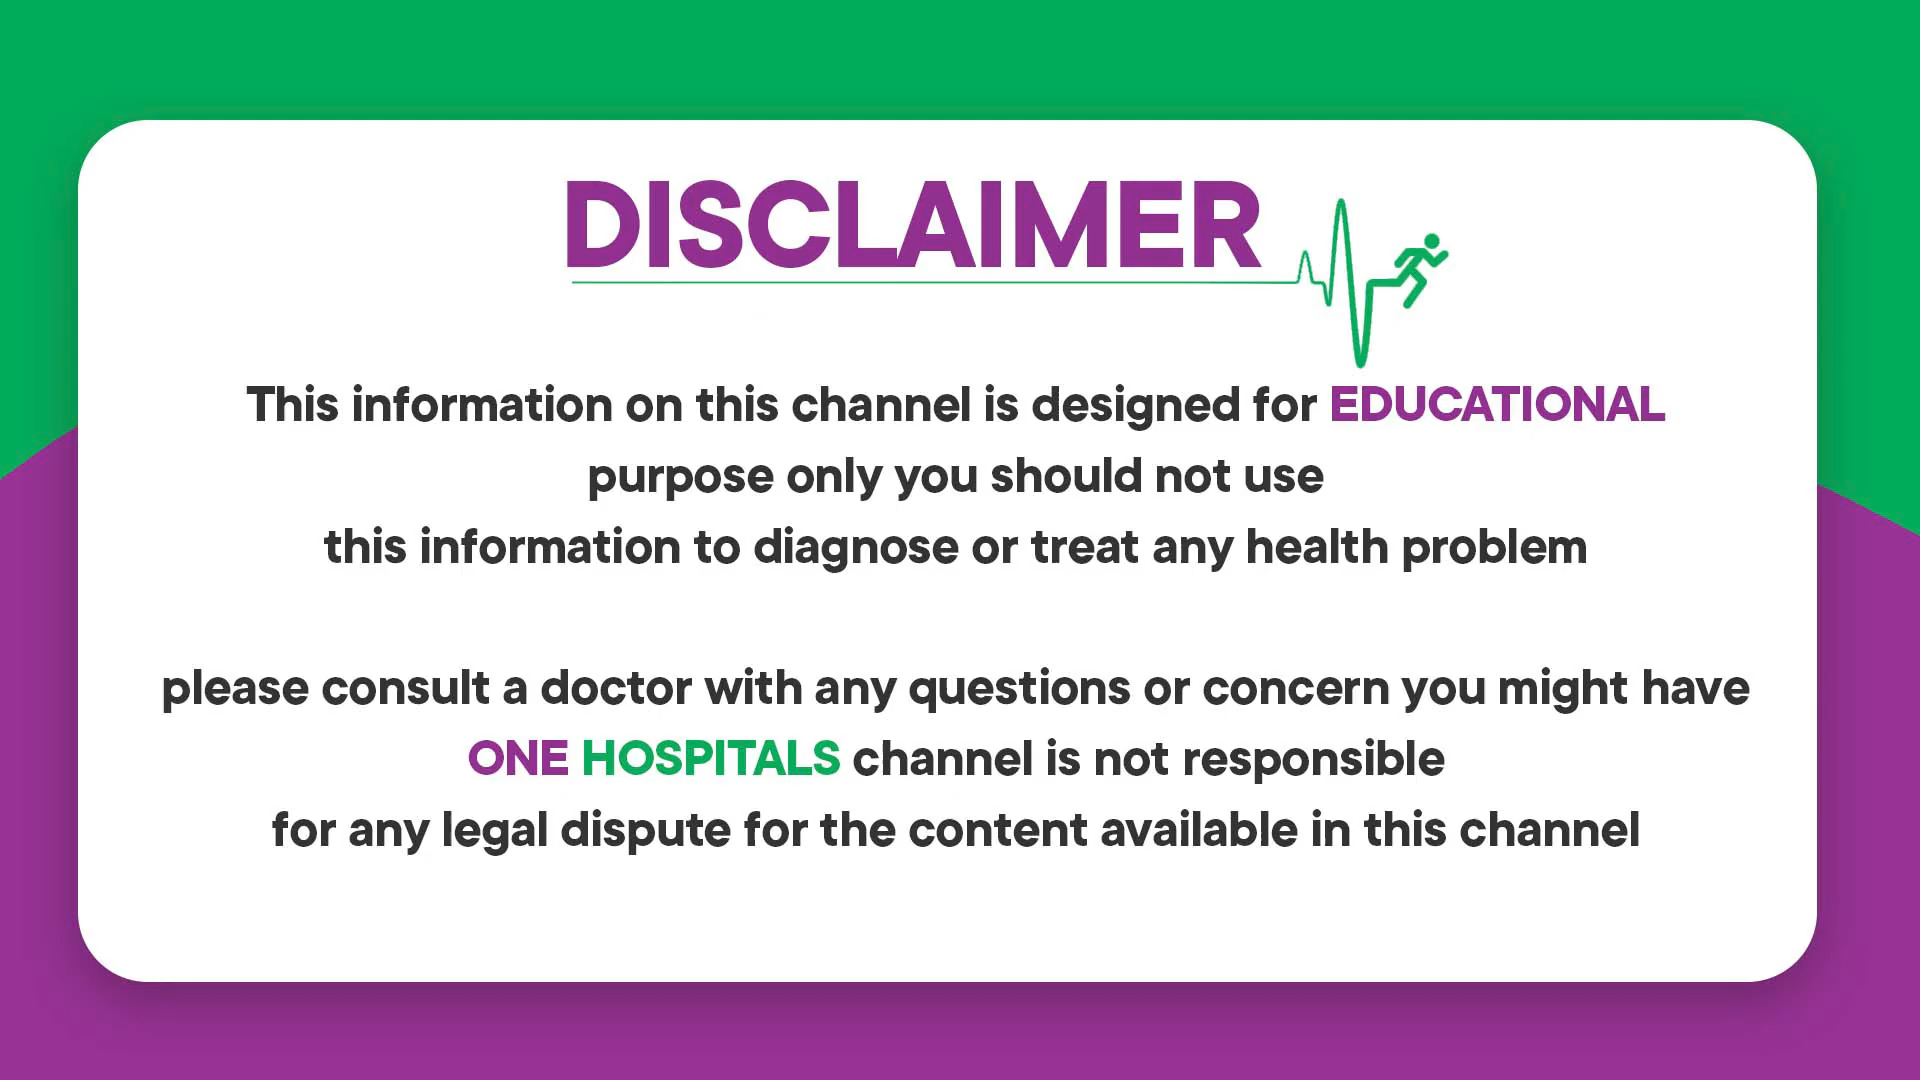 DISCLAIMER
This information on this channel is designed for EDUCATIONAL
purpose only you should not use
this information to diagnose or treat any health problem
please consult a doctor with any questions or concern you might have
ONE HOSPITALS channel is not responsible
for any legal dispute for the content available in this channel